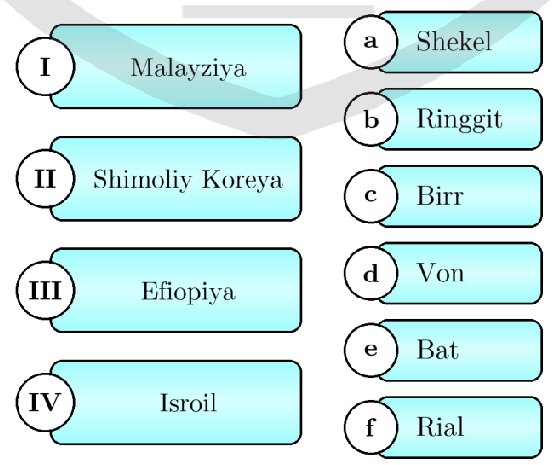 I Malayziya
II Shimoliy Koreya
III Efiopiya
IV Isroil
a Shekel
b Ringgit
c Birr
d Von
e Bat
f Rial